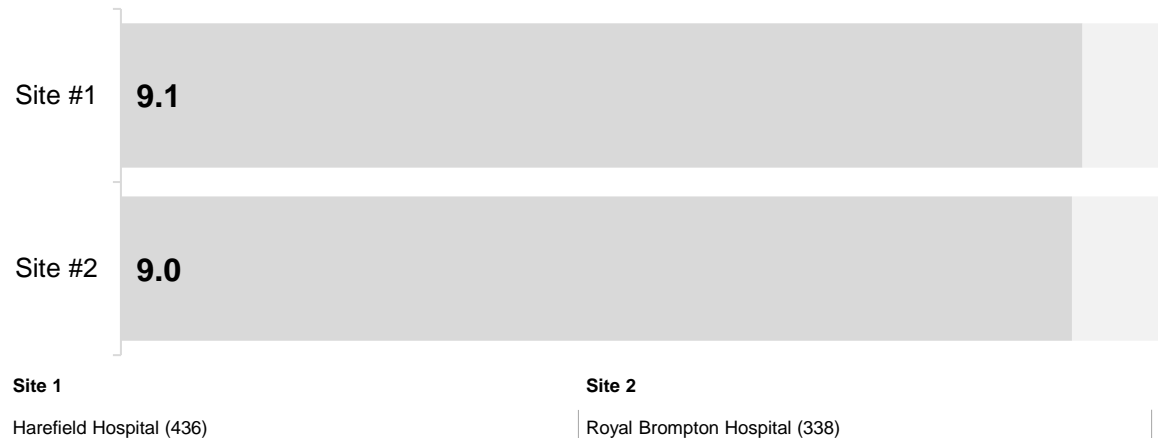 Site #1 9.1
Site #2 9.0
Site 1 Site 2
Harefield Hospital (436) Royal Brompton Hospital (338)